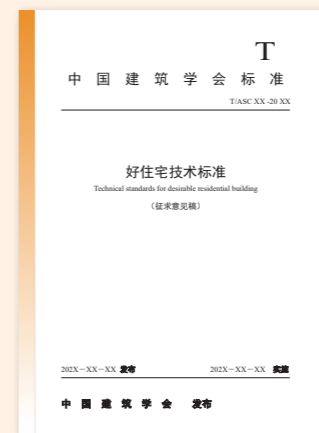 T
中国建筑学会标准
T/ASC XX -20 XX
好住宅技术标准
Technical standards for desirable residential building
（征求意见稿）
202X－XX－XX 发布 202X－XX－XX 实施
中国建筑学会 发布